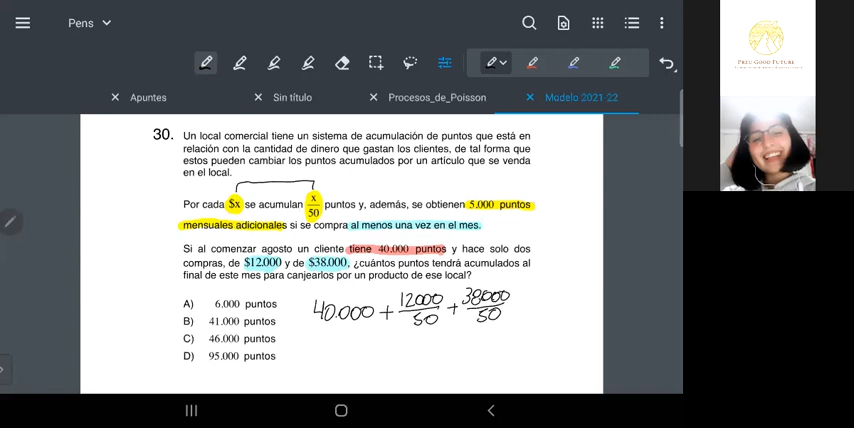 Pens
PREU GOOD FUTURE
Apuntes
Sin título
Procesos_de_Poisson
Modelo 2021-22
30. Un local comercial tiene un sistema de acumulación de puntos que está en
relación con la cantidad de dinero que gastan los clientes, de tal forma que
estos pueden cambiar los puntos acumulados por un artículo que se venda
en el local.
Por cada $x se acumulan x/50 puntos y, además, se obtienen 5.000 puntos
mensuales adicionales si se compra al menos una vez en el mes.
Si al comenzar agosto un cliente tiene 40.000 puntos y hace solo dos
compras, de $12.000 y de $38.000, ¿cuántos puntos tendrá acumulados al
final de este mes para canjearlos por un producto de ese local?
A) 6.000 puntos
B) 41.000 puntos
C) 46.000 puntos
D) 95.000 puntos
40.000 + 12000/50 + 38000/50